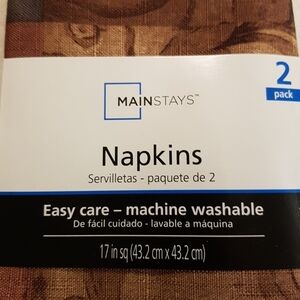 2
pack
MAINSTAYS™
Napkins
Servilletas - paquete de 2
Easy care – machine washable
De fácil cuidado - lavable a máquina
17 in sq (43.2 cm x 43.2 cm)